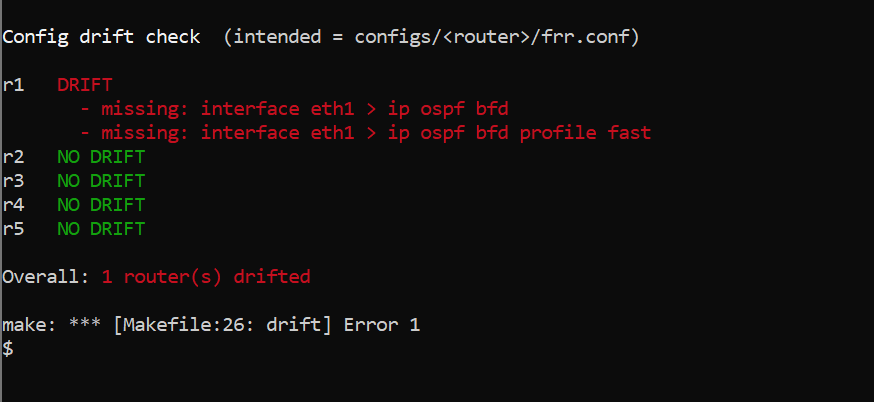 Config drift check  (intended = configs/<router>/frr.conf)
r1   DRIFT
       - missing: interface eth1 > ip ospf bfd
       - missing: interface eth1 > ip ospf bfd profile fast
r2   NO DRIFT
r3   NO DRIFT
r4   NO DRIFT
r5   NO DRIFT
Overall: 1 router(s) drifted
make: *** [Makefile:26: drift] Error 1
$